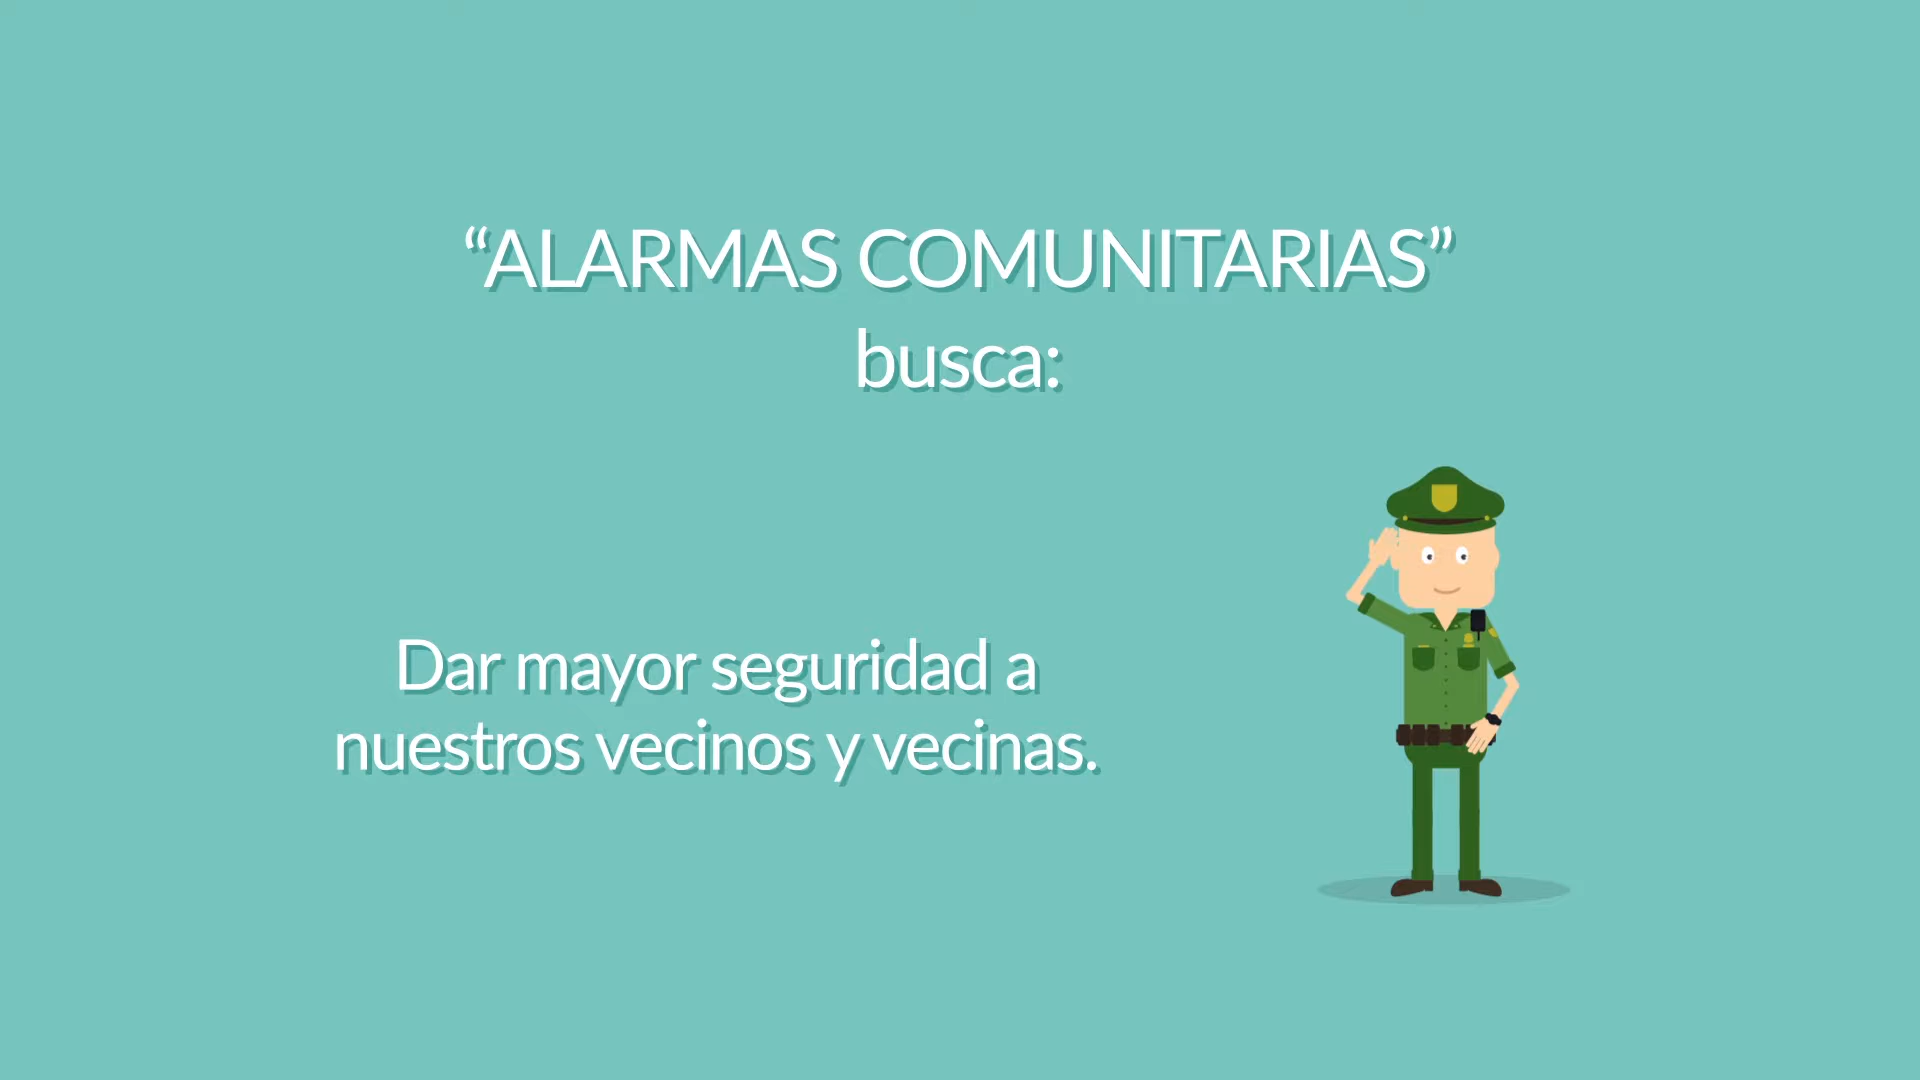 “ALARMAS COMUNITARIAS”
busca:
Dar mayor seguridad a
nuestros vecinos y vecinas.